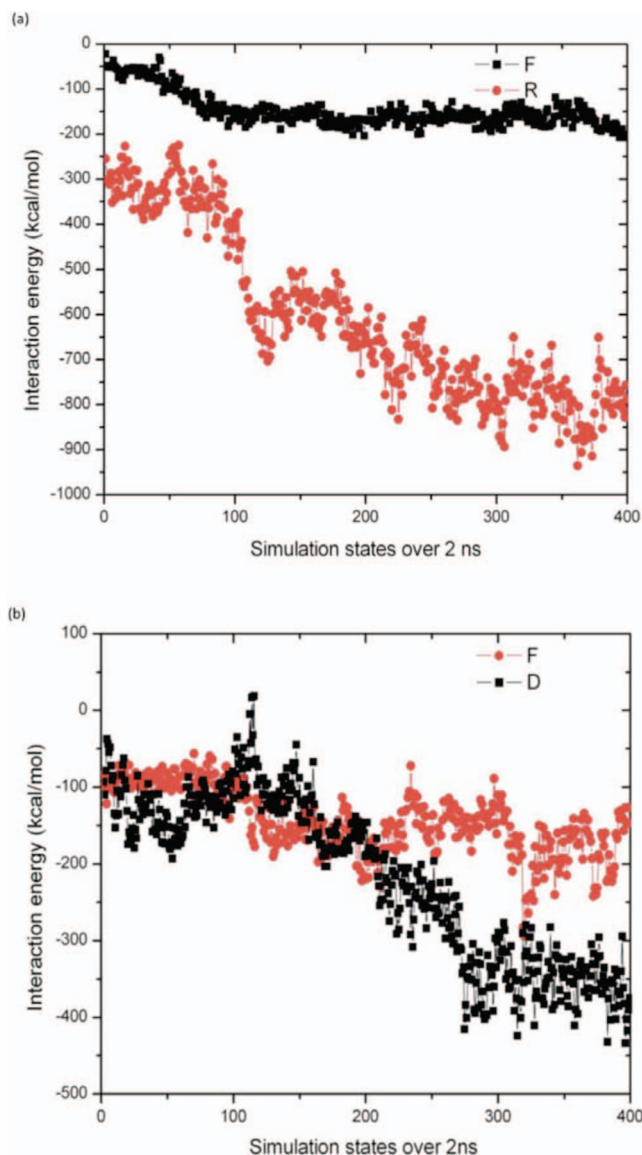 (a)
0
-100
-200
-300
-400
-500
-600
-700
-800
-900
-1000
Interaction energy (kcal/mol)
F
R
0 100 200 300 400
Simulation states over 2 ns
(b)
100
0
-100
-200
-300
-400
-500
Interaction energy (kcal/mol)
F
D
0 100 200 300 400
Simulation states over 2ns